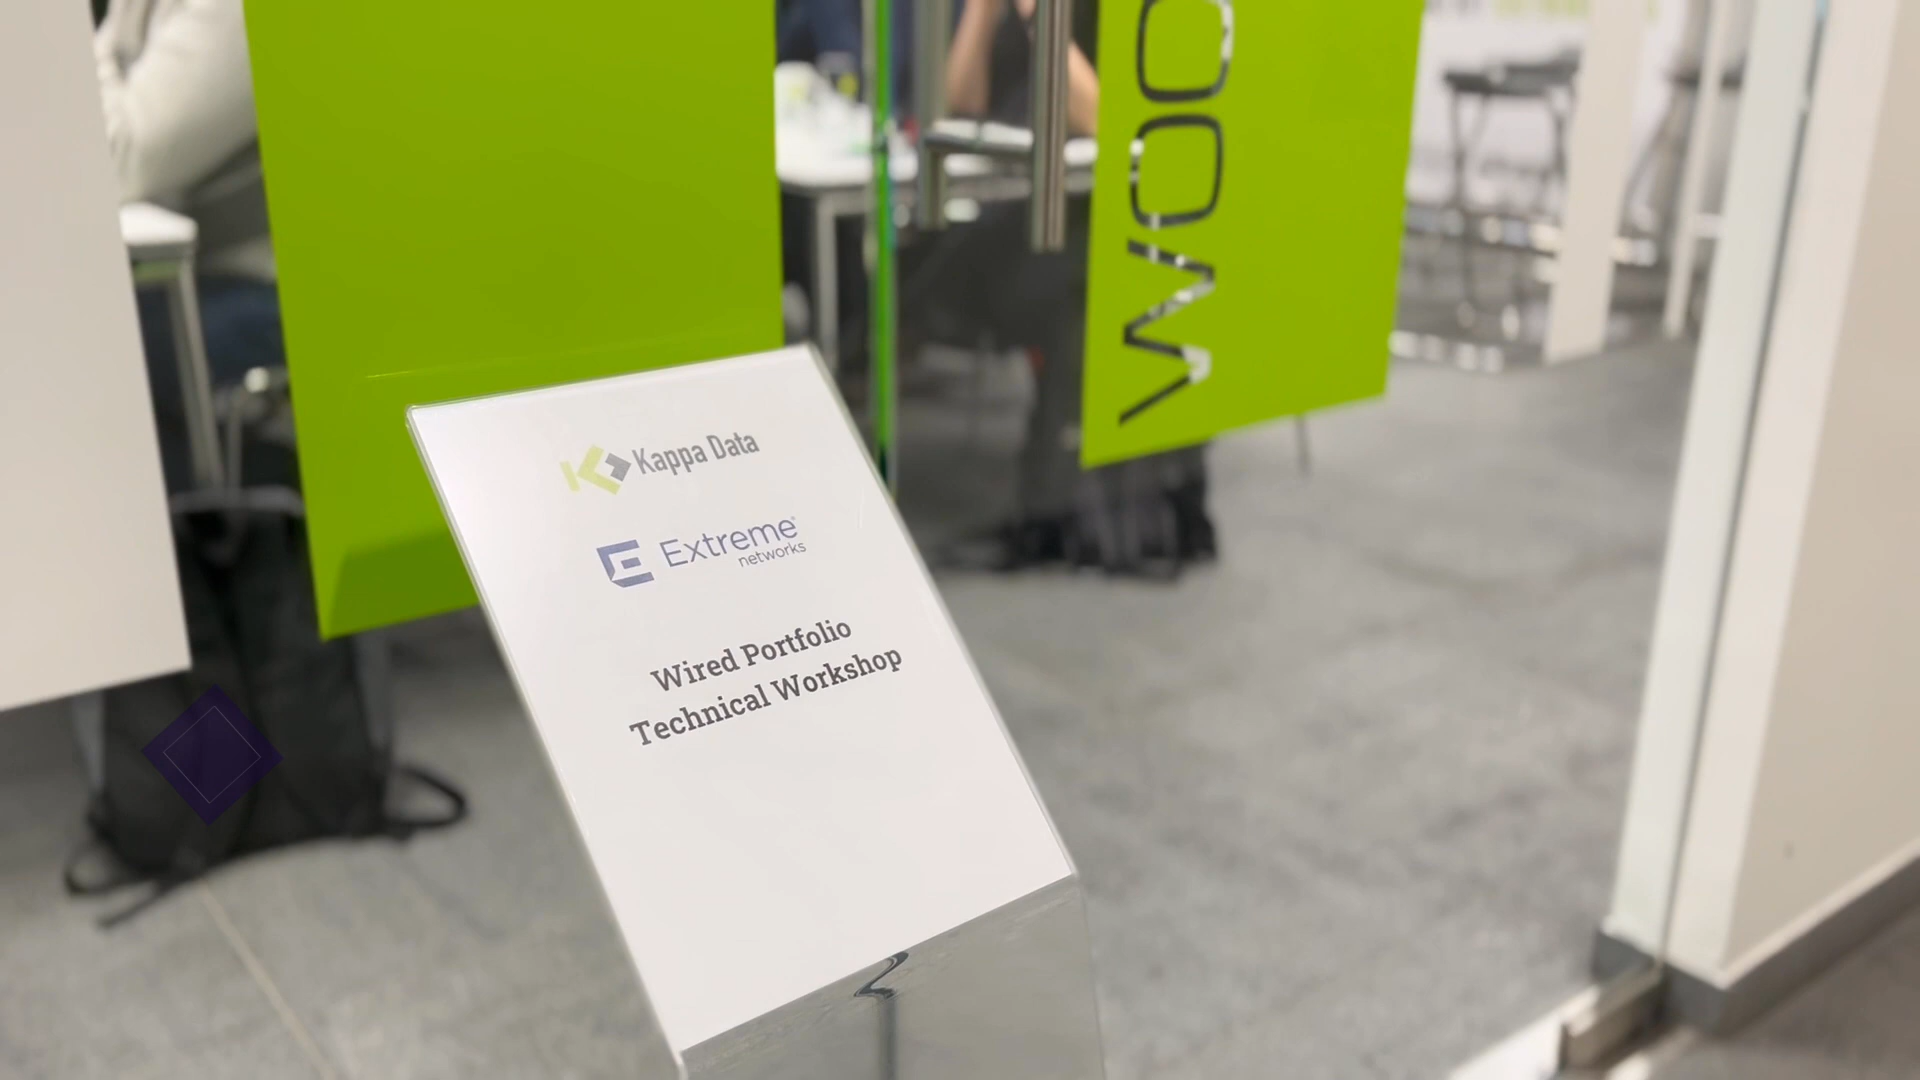 Kappa Data
Extreme
networks
Wired Portfolio
Technical Workshop